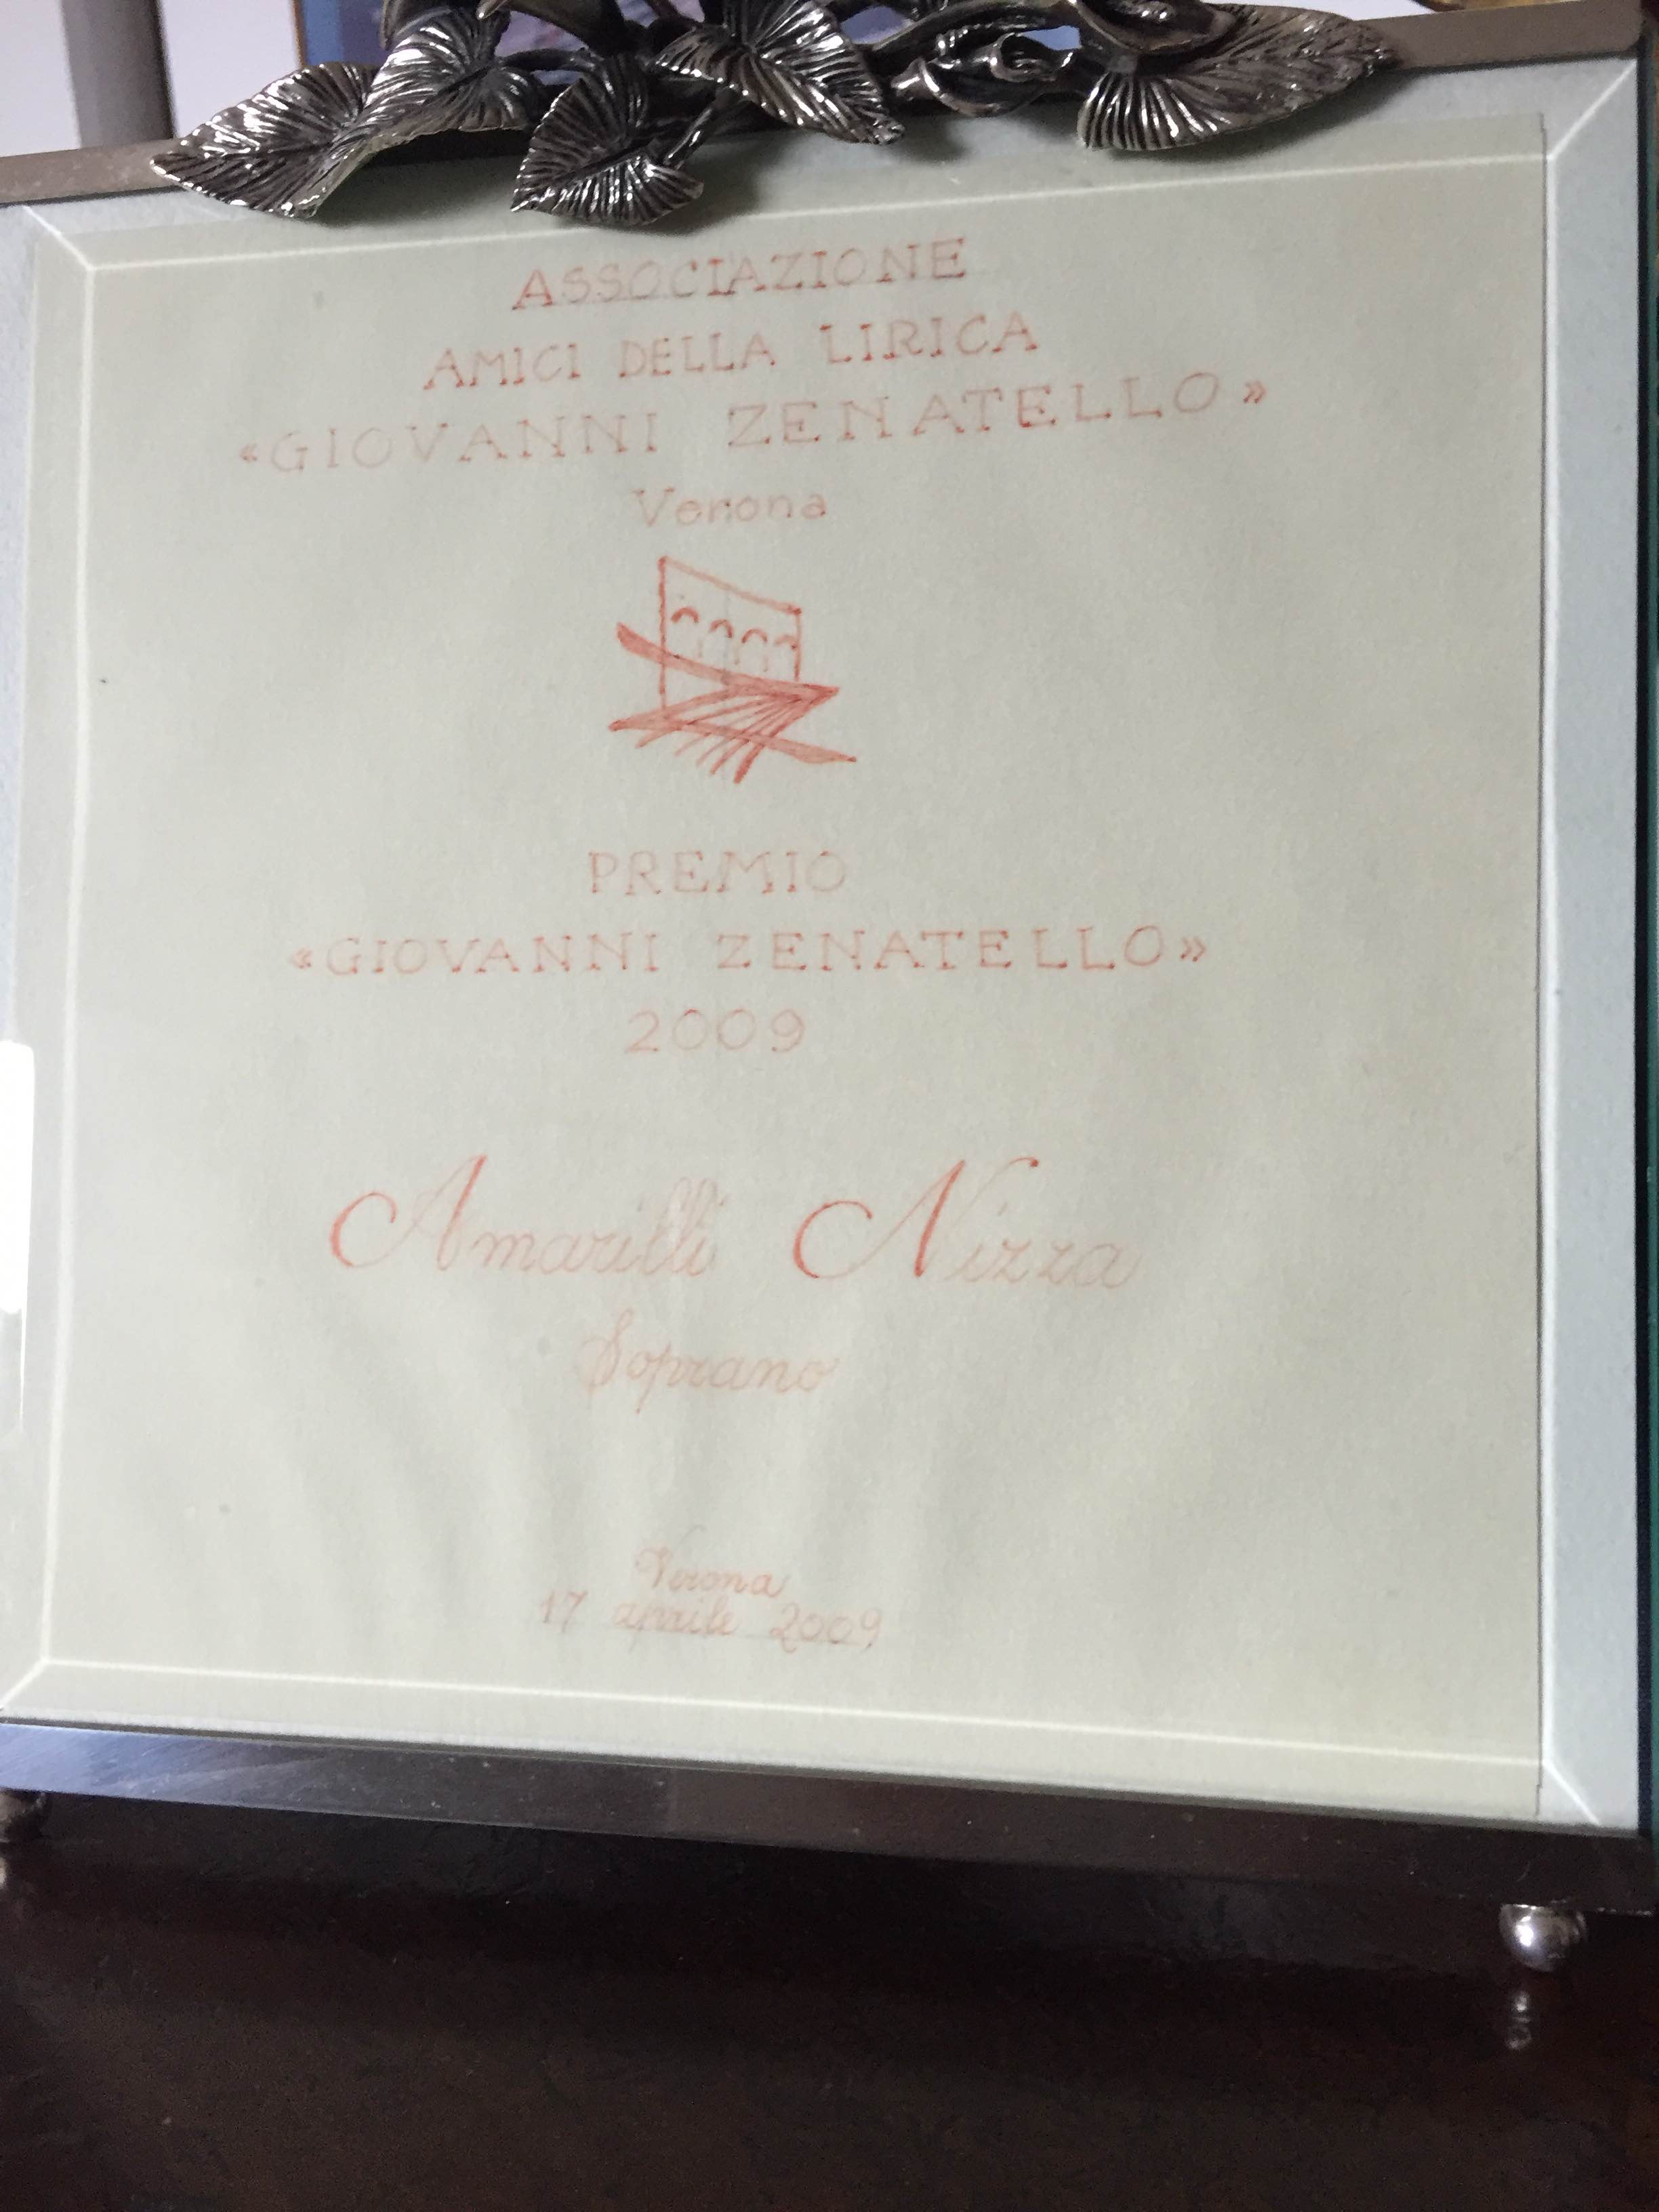 ASSOCIAZIONE
AMICI DELLA LIRICA
«GIOVANNI ZENATELLO»
Verona
PREMIO
«GIOVANNI ZENATELLO»
2009
Amarilli Nizza
Soprano
Verona
17 aprile 2009